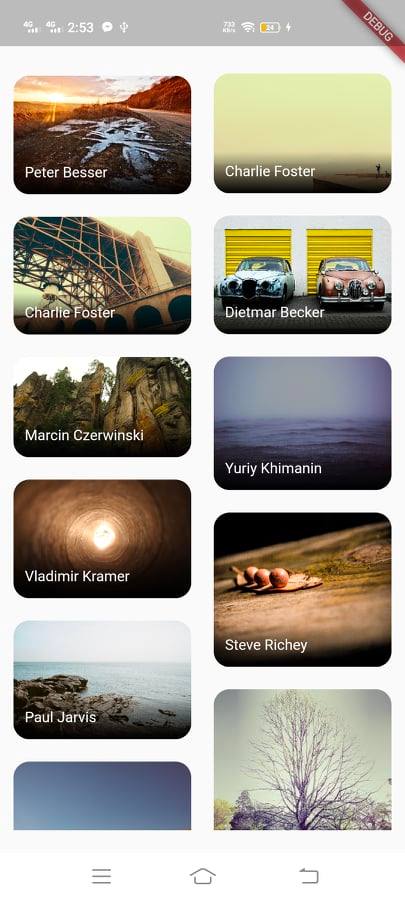 4G 4G 2:53 733 KB/s 24
DEBUG
Peter Besser
Charlie Foster
Charlie Foster
Dietmar Becker
Marcin Czerwinski
Yuriy Khimanin
Vladimir Kramer
Steve Richey
Paul Jarvis